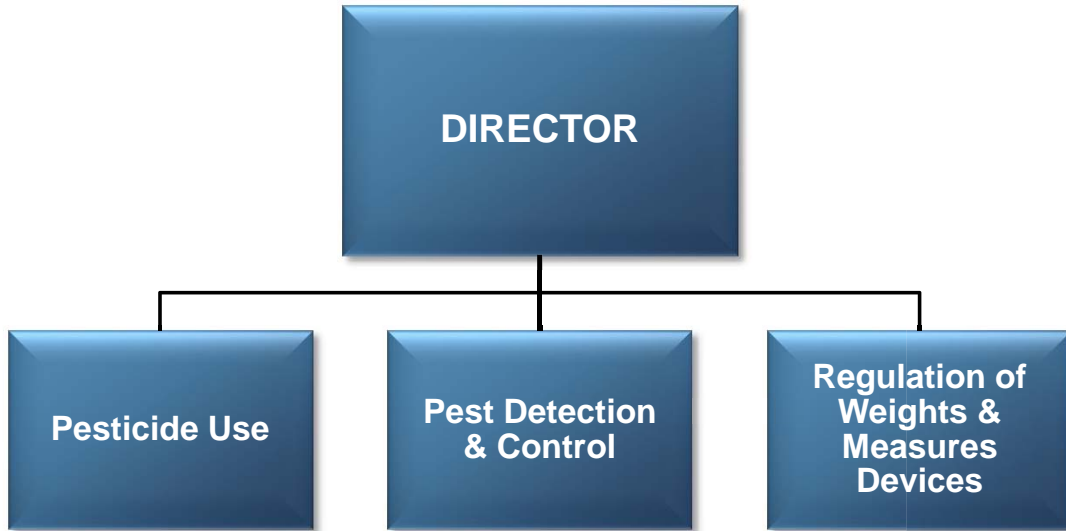 DIRECTOR
Pesticide Use
Pest Detection
& Control
Regulation of
Weights &
Measures
Devices